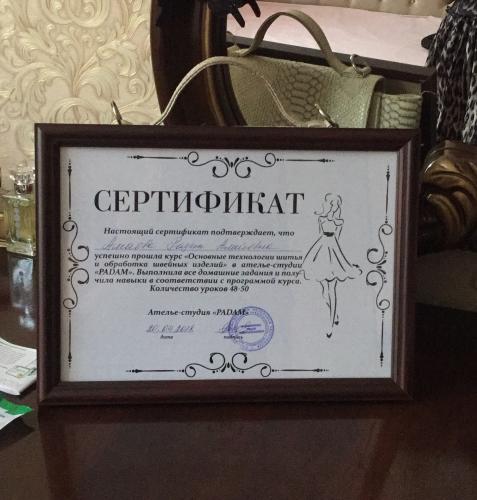 СЕРТИФИКАТ
Настоящий сертификат подтверждает, что
успешно прошла курс «Основные технологии шитья
и обработка швейных изделий» в ателье-студии
«PADAM». Выполнила все домашние задания и полу-
чила навыки в соответствии с программой курса.
Количество уроков 48-50
Ателье-студия «PADAM»
дата подпись